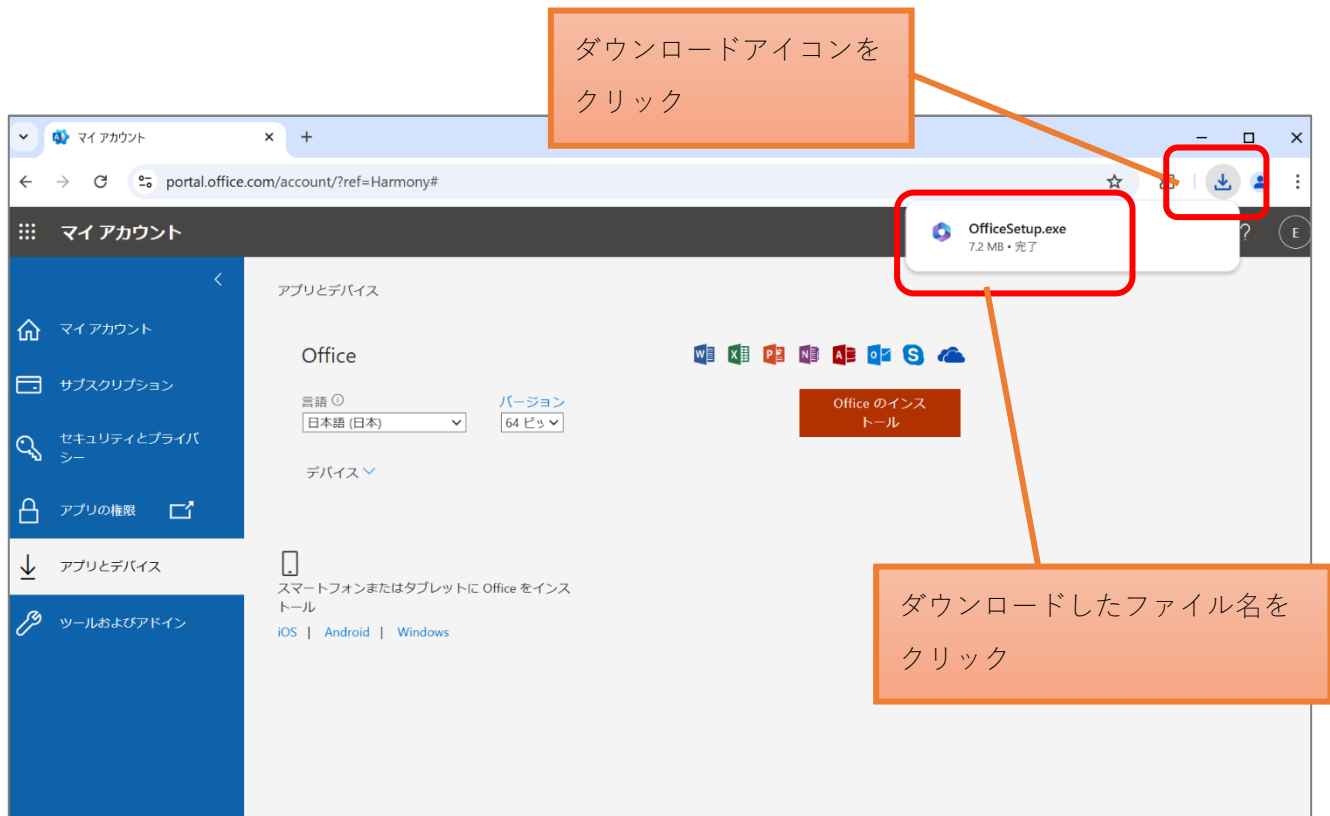 ダウンロードアイコンを
クリック
マイ アカウント
portal.office.com/account/?ref=Harmony#
マイ アカウント
OfficeSetup.exe
7.2 MB • 完了
?
E
アプリとデバイス
マイ アカウント
サブスクリプション
セキュリティとプライバ
シー
アプリの権限
アプリとデバイス
ツールおよびアドイン
Office
言語
バージョン
日本語 (日本)
64 ビッ
Office のインス
トール
デバイス
スマートフォンまたはタブレットに Office をインス
トール
iOS | Android | Windows
ダウンロードしたファイル名を
クリック